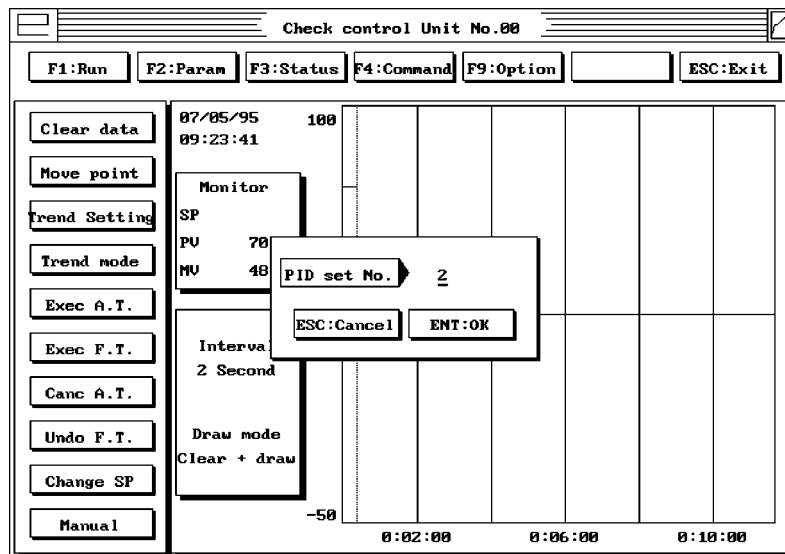 Check control Unit No.00
F1:Run F2:Param F3:Status F4:Command F9:Option ESC:Exit
Clear data
Move point
Trend Setting
Trend mode
Exec A.T.
Exec F.T.
Canc A.T.
Undo F.T.
Change SP
Manual
07/05/95
09:23:41
Monitor
SP
PV 70
MV 48
Interval
2 Second
Draw mode
Clear + draw
PID set No. 2
ESC:Cancel ENT:OK
100
-50
0:02:00 0:06:00 0:10:00